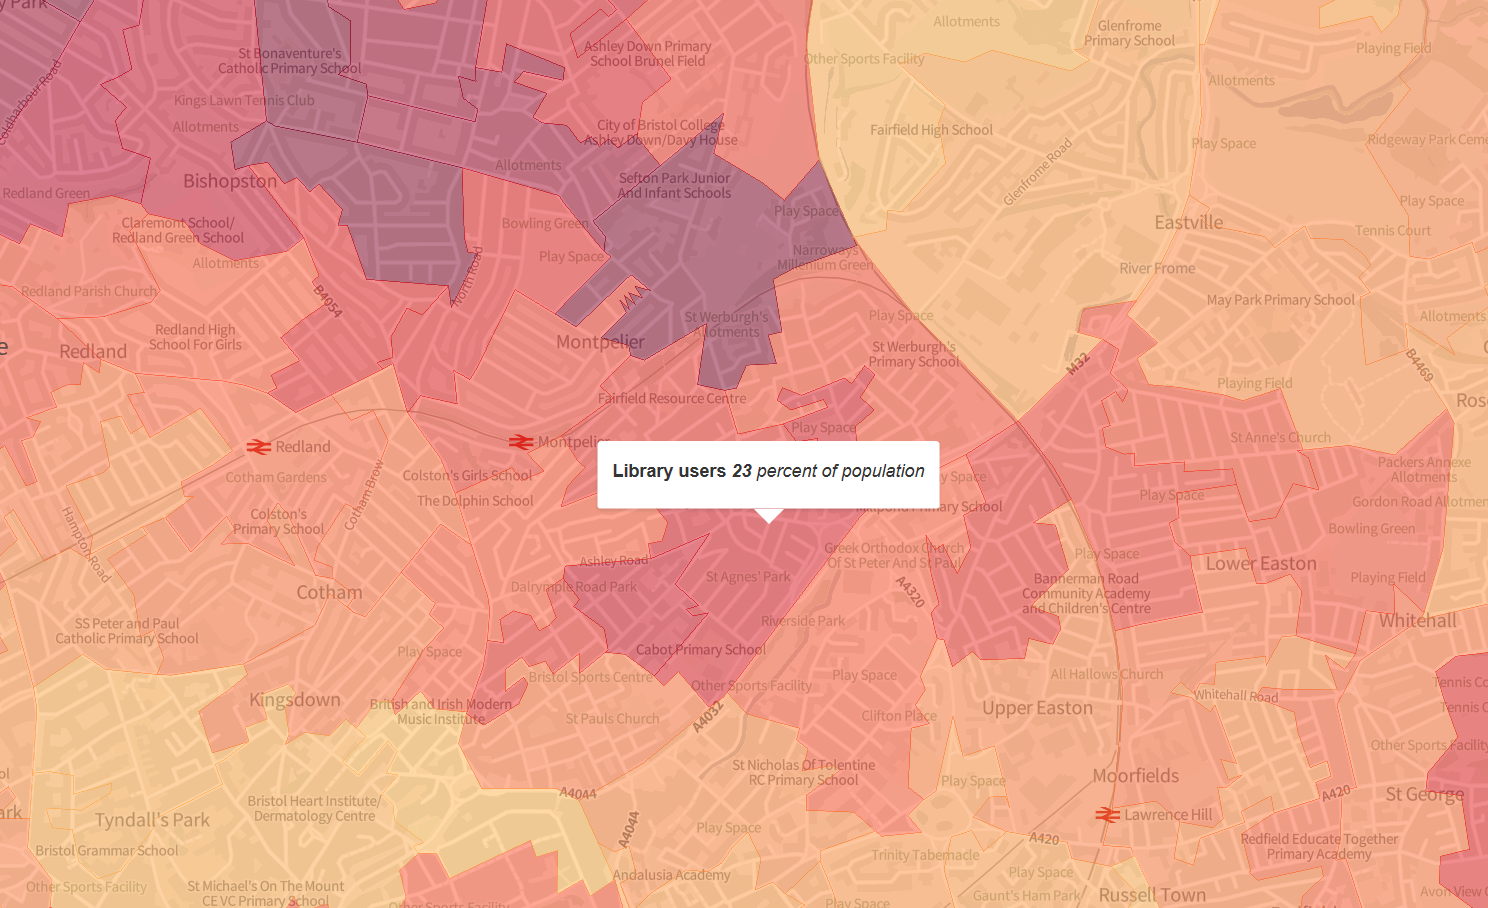 y Park
Allotments
Glenfrome
Primary School
Playing Field
St Bonaventure's
Catholic Primary School
Ashley Down Primary
School Brunel Field
Other Sports Facility
Allotments
Coldharbour Road
Kings Lawn Tennis Club
Allotments
City of Bristol College
Ashley Down/Davy House
Fairfield High School
Play Space
Ridgeway Park Ceme
Glenfrome Road
Allotments
Redland Green
Bishopston
Sefton Park Junior
And Infant Schools
Play Space
Play Space
Claremont School/
Redland Green School
Bowling Green
Eastville
Tennis Court
Allotments
Play Space
Narroways
Millenium Green
River Frome
Redland Parish Church
B4054
North Road
May Park Primary School
Redland High
School For Girls
St Werburgh's
Allotments
Play Space
Allotments
e
Redland
Montpelier
St Werburgh's
Primary School
M32
B4469
Playing Field
Fairfield Resource Centre
Rose
Play Space
St Anne's Church
Redland
Montpelier
Library users 23 percent of population
Cotham Gardens
Colston's Girls School
The Dolphin School
y Space
Packers Annexe
Allotments
Play Space
Millpond Primary School
Gordon Road Allotmen
Cotham Brow
Colston's
Primary School
Hampton Road
Bowling Green
Ashley Road
Greek Orthodox Church
Of St Peter And St Paul
Play Space
Lower Easton
Dalrymple Road Park
St Agnes' Park
A4320
Bannerman Road
Community Academy
and Children's Centre
Playing Field
Cotham
SS Peter and Paul
Catholic Primary School
Riverside Park
Whitehall
Play Space
Cabot Primary School
Bristol Sports Centre
Other Sports Facility
Play Space
All Hallows Church
Tennis Co
Kingsdown
British and Irish Modern
Music Institute
St Pauls Church
A4032
Clifton Place
Upper Easton
Whitehall Road
Tennis C
Other Sports Facility
ol
St Nicholas Of Tolentine
RC Primary School
Play Space
Moorfields
A4044
A420
St George
ark
Tyndall's Park
Bristol Heart Institute/
Dermatology Centre
A4044
Play Space
Lawrence Hill
A420
Redfield Educate Together
Primary Academy
Bristol Grammar School
Trinity Tabernacle
Other Sports Facility
St Michael's On The Mount
CE VC Primary School
Andalusia Academy
Play Space
Gaunt's Ham Park
Russell Town
Avon View C
Other Sports Facility
Play Space